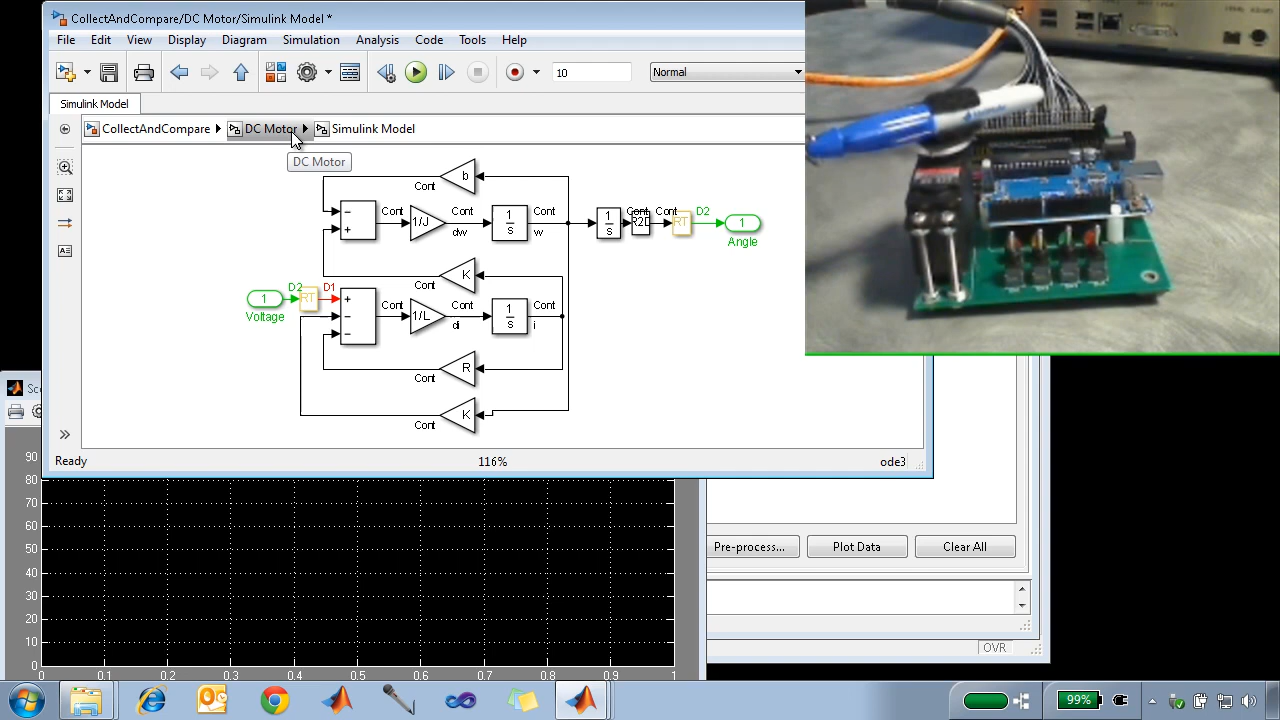 CollectAndCompare/DC Motor/Simulink Model *
File Edit View Display Diagram Simulation Analysis Code Tools Help
10
Normal
Simulink Model
CollectAndCompare DC Motor Simulink Model
DC Motor
b
Cont
Cont Cont Cont Cont Cont D2
− + 1/J 1 s 1 s RT 1
dw w Angle
K
Cont
D2 D1 Cont Cont Cont
1 RT + − − 1/L 1 s
Voltage di i
R
Cont
K
Cont
Ready 116% ode3
Sc
90
80
70
60
50
40
30
20
10
0
0 0.1 0.2 0.3 0.4 0.5 0.6 0.7 0.8 0.9 1
Pre-process... Plot Data Clear All
OVR
99%